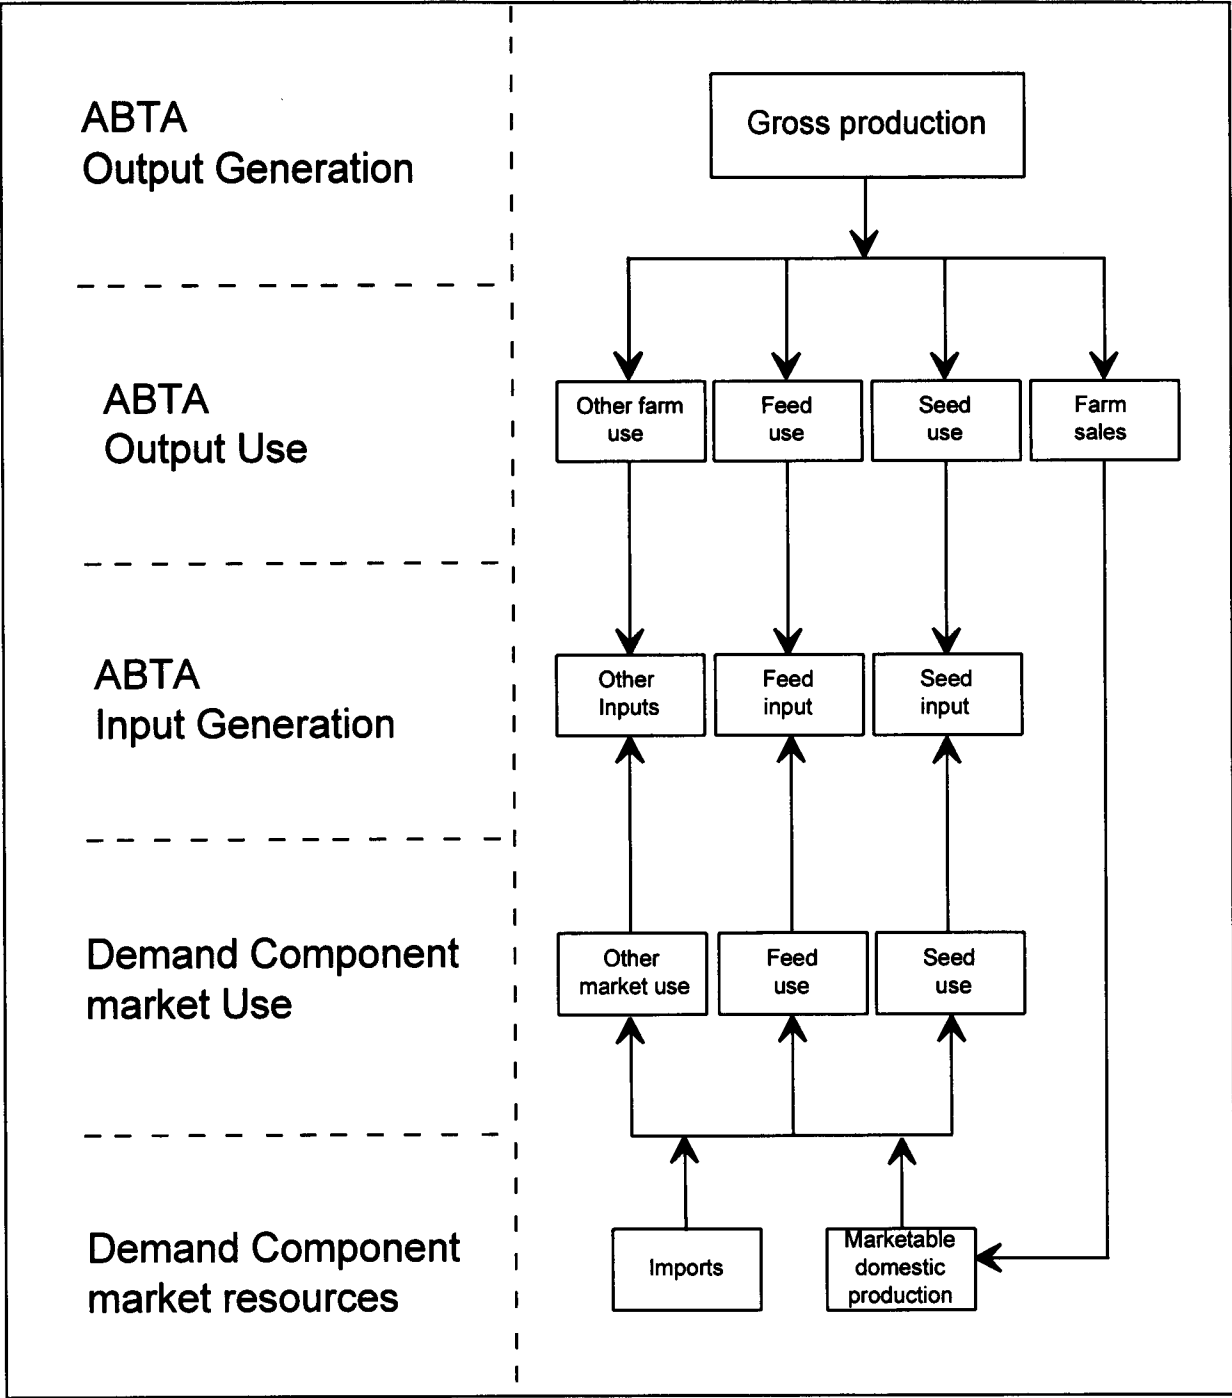 ABTA
Output Generation
Gross production
ABTA
Output Use
Other farm
use
Feed
use
Seed
use
Farm
sales
ABTA
Input Generation
Other
Inputs
Feed
input
Seed
input
Demand Component
market Use
Other
market use
Feed
use
Seed
use
Demand Component
market resources
Imports
Marketable
domestic
production